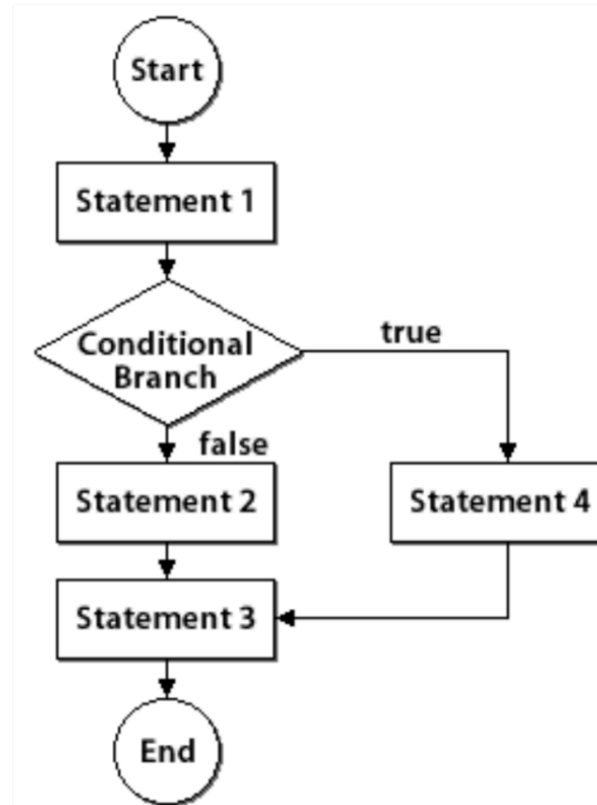 Start
Statement 1
Conditional
Branch
true
false
Statement 2
Statement 4
Statement 3
End